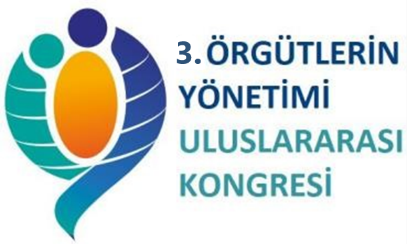 3. ÖRGÜTLERİN
YÖNETİMİ
ULUSLARARASI
KONGRESİ